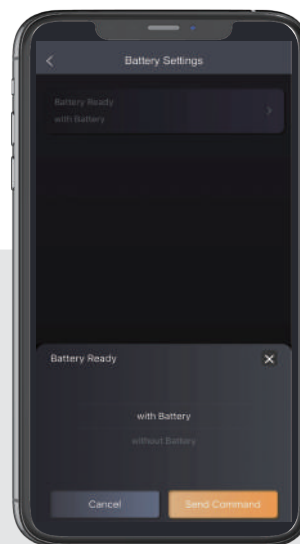 Battery Settings
Battery Ready
with Battery
Battery Ready
with Battery
without Battery
Cancel
Send Command